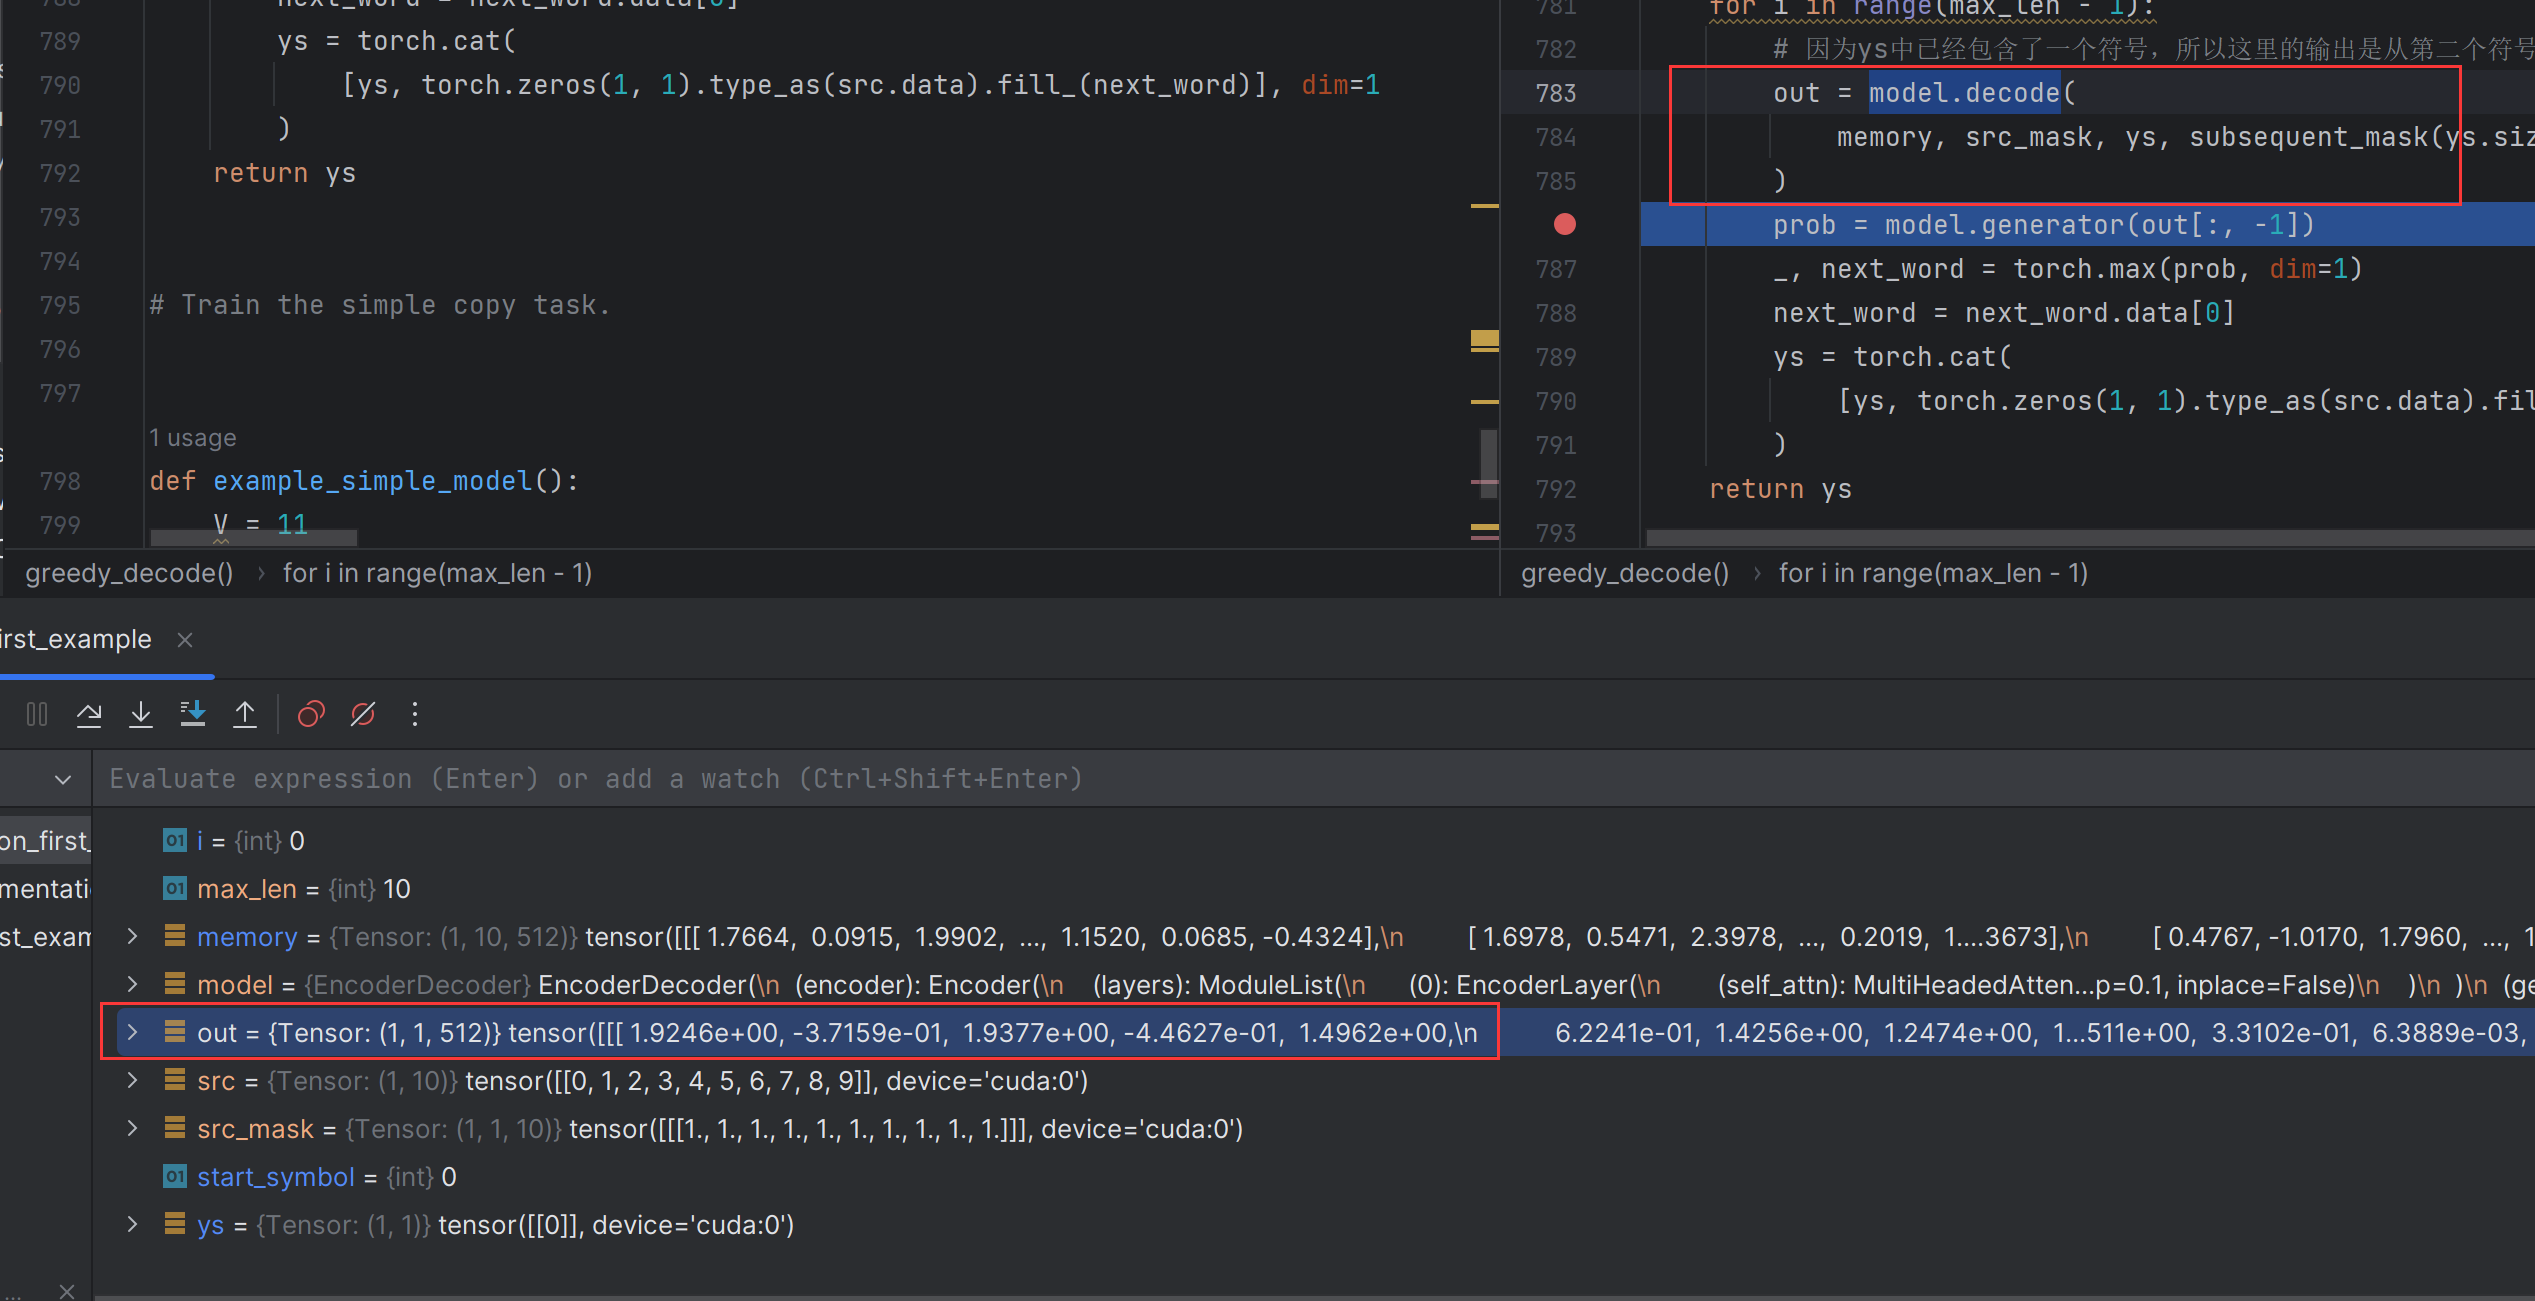 789 ys = torch.cat(
790 [ys, torch.zeros(1, 1).type_as(src.data).fill_(next_word)], dim=1
791 )
792 return ys
793
794
795 # Train the simple copy task.
796
797
1 usage
798 def example_simple_model():
799 V = 11
greedy_decode() › for i in range(max_len - 1)
781 for i in range(max_len - 1):
782 # 因为ys中已经包含了一个符号，所以这里的输出是从第二个符号
783 out = model.decode(
784 memory, src_mask, ys, subsequent_mask(ys.siz
785 )
prob = model.generator(out[:, -1])
787 _, next_word = torch.max(prob, dim=1)
788 next_word = next_word.data[0]
789 ys = torch.cat(
790 [ys, torch.zeros(1, 1).type_as(src.data).fil
791 )
792 return ys
793
greedy_decode() › for i in range(max_len - 1)
irst_example
Evaluate expression (Enter) or add a watch (Ctrl+Shift+Enter)
on_first_
mentati
st_exam
01 i = {int} 0
01 max_len = {int} 10
memory = {Tensor: (1, 10, 512)} tensor([[[ 1.7664, 0.0915, 1.9902, ..., 1.1520, 0.0685, -0.4324],\n [ 1.6978, 0.5471, 2.3978, ..., 0.2019, 1....3673],\n [ 0.4767, -1.0170, 1.7960, ..., 1
model = {EncoderDecoder} EncoderDecoder(\n (encoder): Encoder(\n (layers): ModuleList(\n (0): EncoderLayer(\n (self_attn): MultiHeadedAtten...p=0.1, inplace=False)\n )\n )\n (ge
out = {Tensor: (1, 1, 512)} tensor([[[ 1.9246e+00, -3.7159e-01, 1.9377e+00, -4.4627e-01, 1.4962e+00,\n 6.2241e-01, 1.4256e+00, 1.2474e+00, 1...511e+00, 3.3102e-01, 6.3889e-03,
src = {Tensor: (1, 10)} tensor([[0, 1, 2, 3, 4, 5, 6, 7, 8, 9]], device='cuda:0')
src_mask = {Tensor: (1, 1, 10)} tensor([[[1., 1., 1., 1., 1., 1., 1., 1., 1., 1.]]], device='cuda:0')
01 start_symbol = {int} 0
ys = {Tensor: (1, 1)} tensor([[0]], device='cuda:0')